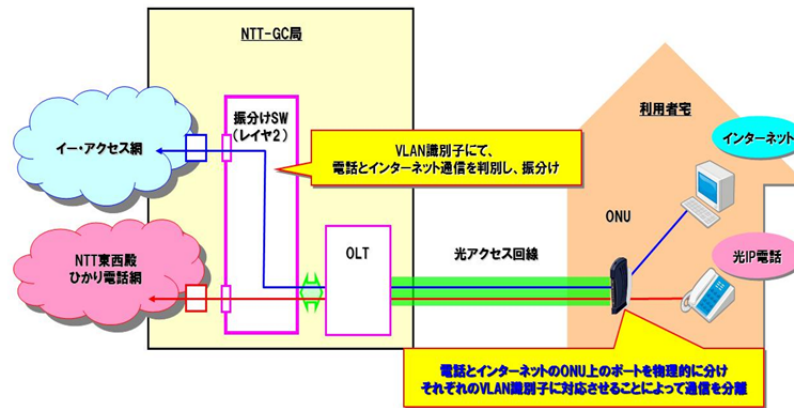 NTT-GC局
振分けSW
(レイヤ2)
イー・アクセス網
VLAN識別子にて、
電話とインターネット通信を判別し、振分け
利用者宅
インターネット
ONU
NTT東西殿
ひかり電話網
OLT
光アクセス回線
光IP電話
電話とインターネットのONU上のポートを物理的に分け
それぞれのVLAN識別子に対応させることによって通信を分離